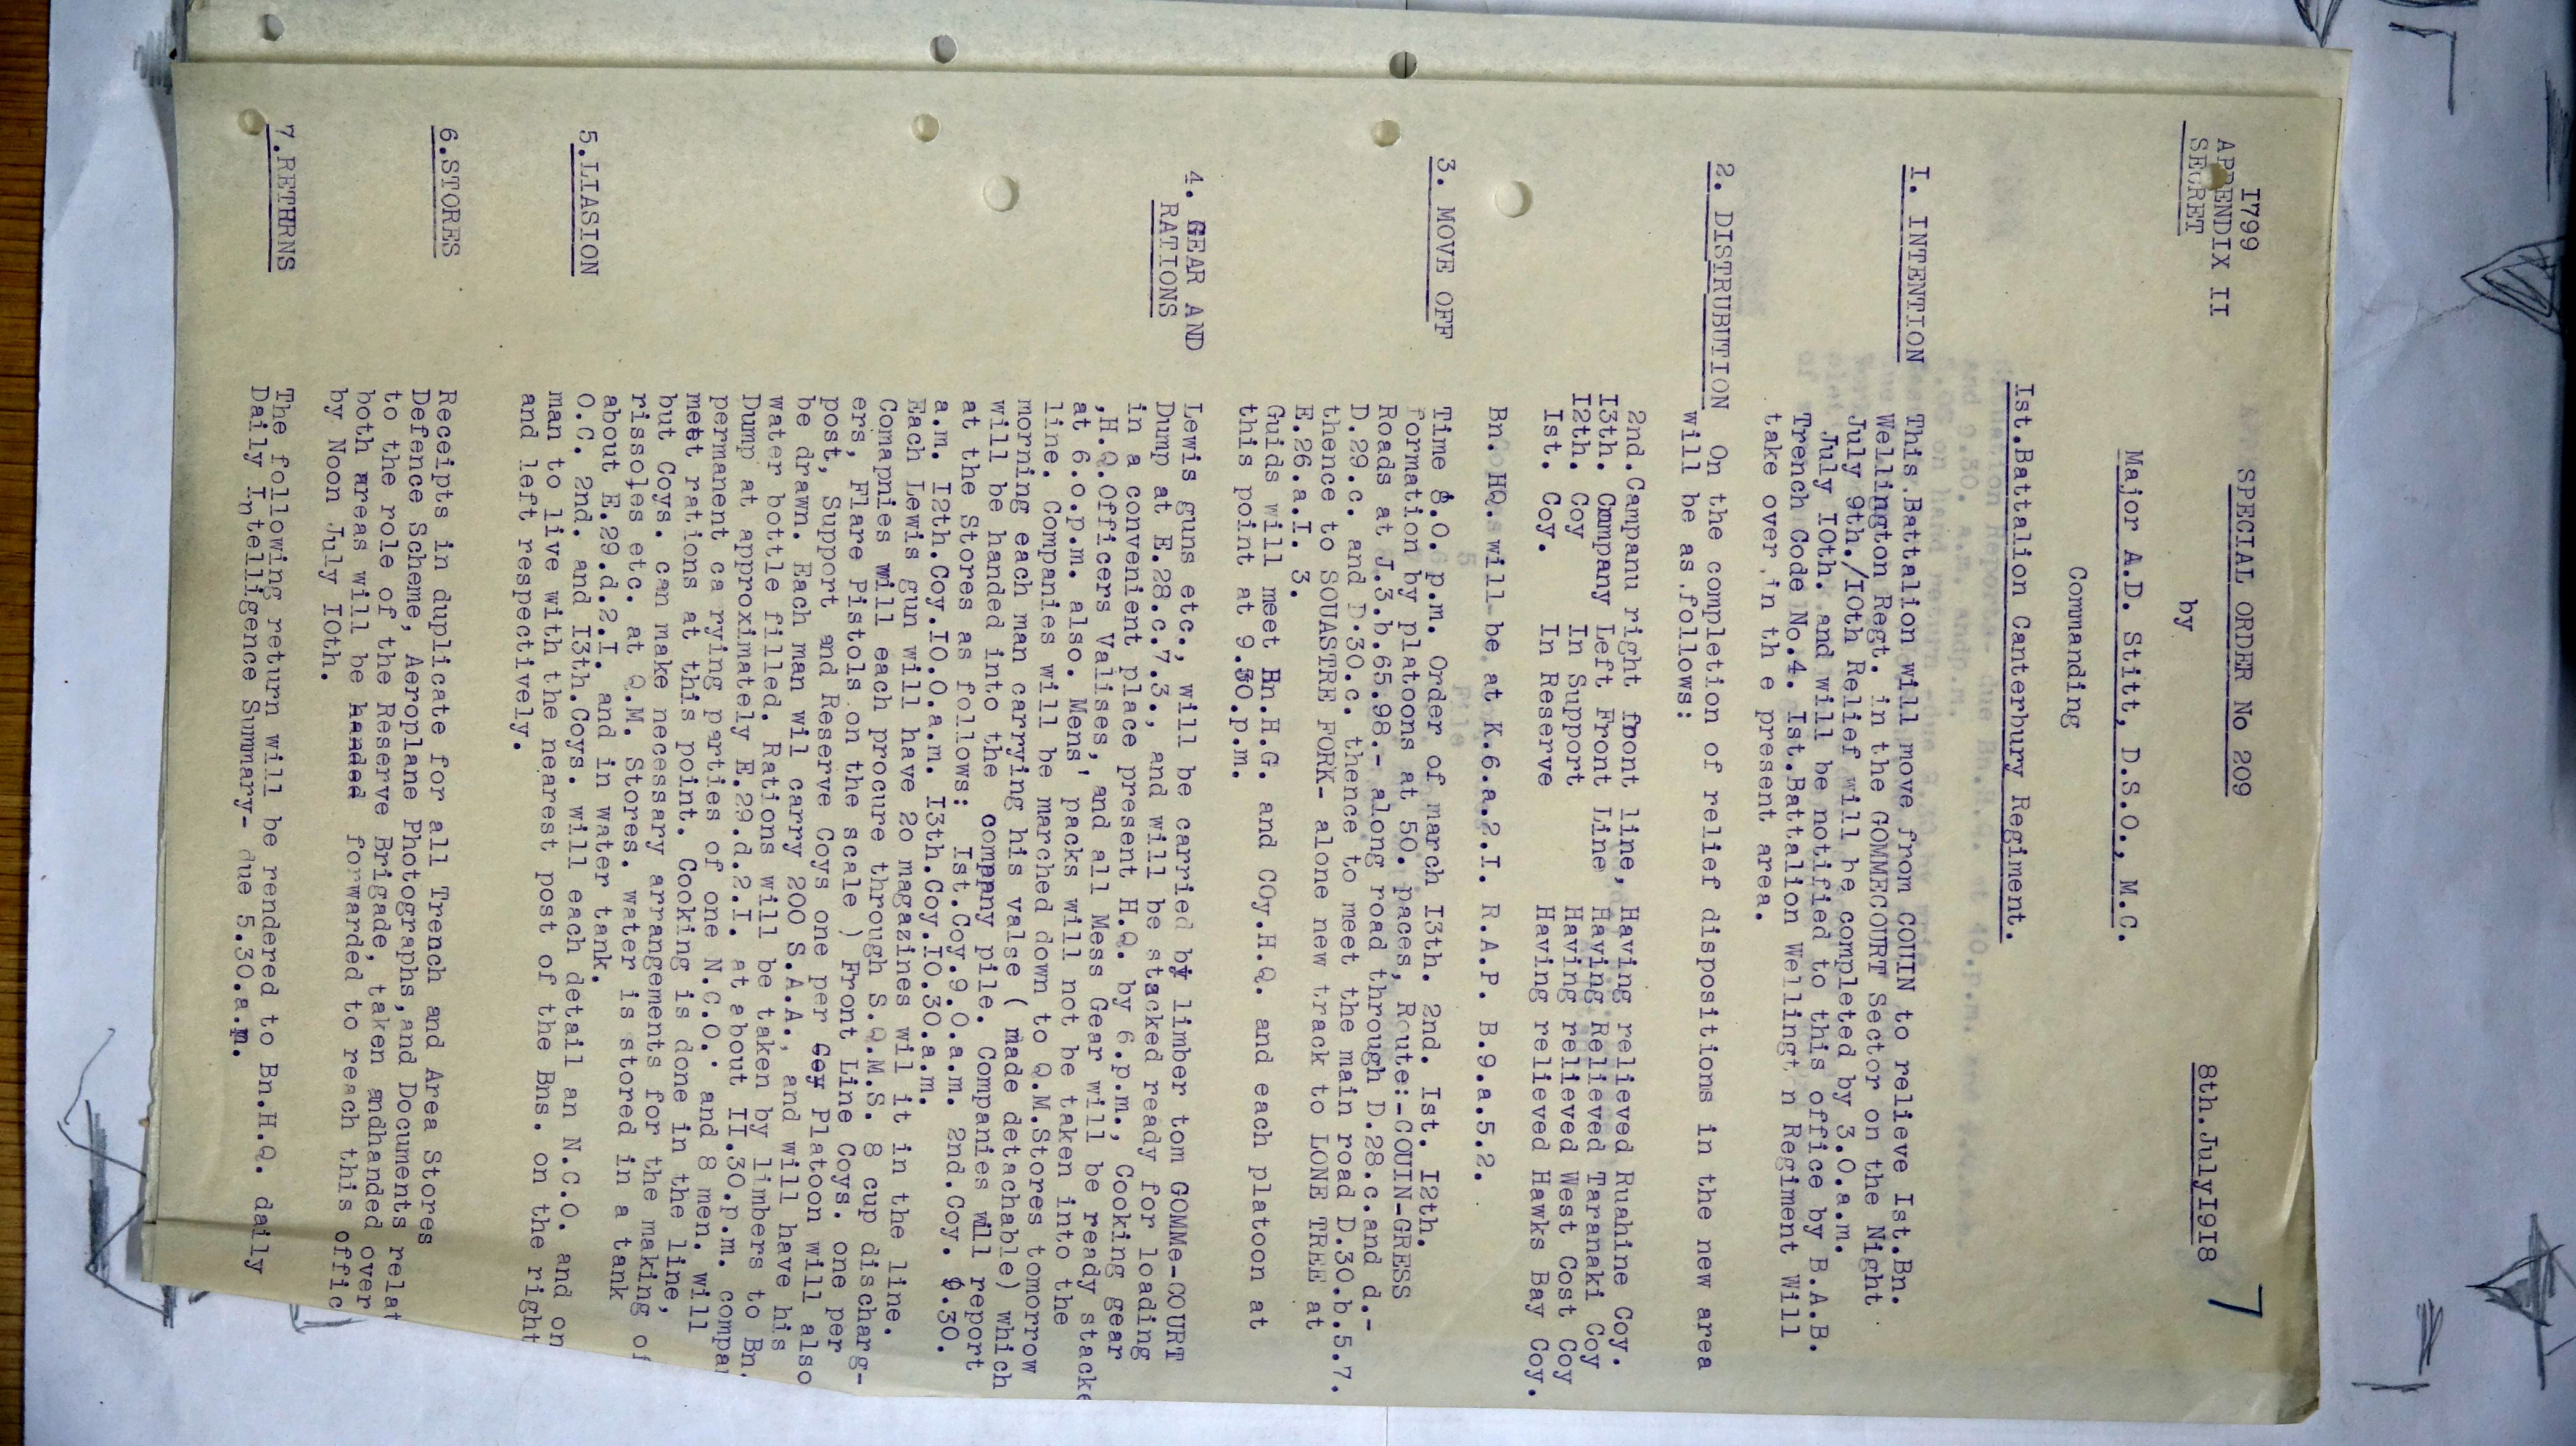 I799
APPENDIX II
SECRET
SPECIAL ORDER No 209
8th.JulyI9I8
7
by
Major A.D. Stitt, D.S.O., M.C.
Commanding
Ist.Battalion Canterbury Regiment.
I. INTENTION
This Battalion will move from COUIN to relieve Ist.Bn.
Wellington Regt. in the GOMMECOURT Sector on the Night
July 9th./IOth Relief will be completed by 3.0.a.m.
July IOth. and will be notified to this office by B.A.B.
Trench Code No.4. Ist.Battalion Wellingt n Regiment Will
take over in th e present area.
2. DISTRUBUTION
On the completion of relief dispositions in the new area
will be as follows:
2nd.Campanu right front line, Having relieved Ruahine Coy.
I3th. Cmmpany Left Front Line Having Relieved Taranaki Coy
I2th. Coy In Support Having relieved West Cost Coy
Ist. Coy. In Reserve Having relieved Hawks Bay Coy.
Bn. HQ. will be at K.6.a.2.I. R.A.P. B.9.a.5.2.
3. MOVE OFF
Time 8.0. p.m. Order of march I3th. 2nd. Ist. I2th.
Formation by platoons at 50. paces, Route:-COUIN-GRESS
Roads at J.3.b.65.98.- along road through D.28.c.and d.-
D.29.c. and D.30.c. thence to meet the main road D.30.b.5.7.
thence to SOUASTRE FORK- alone new track to LONE TREE at
E.26.a.I. 3.
Guids will meet Bn.H.G. and COy.H.Q. and each platoon at
this point at 9.30.p.m.
4. GEAR AND
RATIONS
Lewis guns etc., will be carried by limber tom GOMMe-COURT
Dump at E.28.c.7.3., and will be stacked ready for loading
in a convenient place present H.Q. by 6.p.m., Cooking gear
,H.Q.Officers Valises, and all Mess Gear will be ready stacke
at 6.o.p.m. also. Mens' packs will not be taken into the
line. Companies will be marched down to Q.M.Stores tomorrow
morning each man carrying his valse ( made detachable) which
will be handed into the company pile. Companies will report
at the Stores as follows: Ist.Coy.9.0.a.m. 2nd.Coy. 9.30.
a.m. I2th.Coy.IO.0.a.m. I3th.Coy.IO.30.a.m.
Each Lewis gun will have 2o magazines wil it in the line.
Comapnies will each procure through S.Q.M.S. 8 cup discharg-
ers, Flare Pistols on the scale ) Front Line Coys. one per
post, Support and Reserve Coys one per Coy Platoon will also
be drawn. Each man wil carry 200 S.A.A., and will have his
water bottle filled. Rations will be taken by limbers to Bn.
Dump at approximately E.29.d.2.I. at about II.30.p.m. compan
permanent ca rying parties of one N.C.O.' and 8 men. will
met rations at this point. Cooking is done in the line,
but Coys. can make necessary arrangements for the making of
rissoles etc. at Q.M. Stores. water is stored in a tank
about E.29.d.2.I. and in water tank.
5.LIASION
O.C. 2nd. and I3th.Coys. will each detail an N.C.O. and on
man to live with the nearest post of the Bns. on the right
and left respectively.
6.STORES
Receipts in duplicate for all Trench and Area Stores
Defence Scheme, Aeroplane Photographs,and Documents relat
to the role of the Reserve Brigade, taken andhanded over
both areas will be handed forwarded to reach this offic
by Noon July IOth.
7.RETHRNS
The following return will be rendered to Bn.H.Q. daily
Daily Intelligence Summary- due 5.30.a.m.